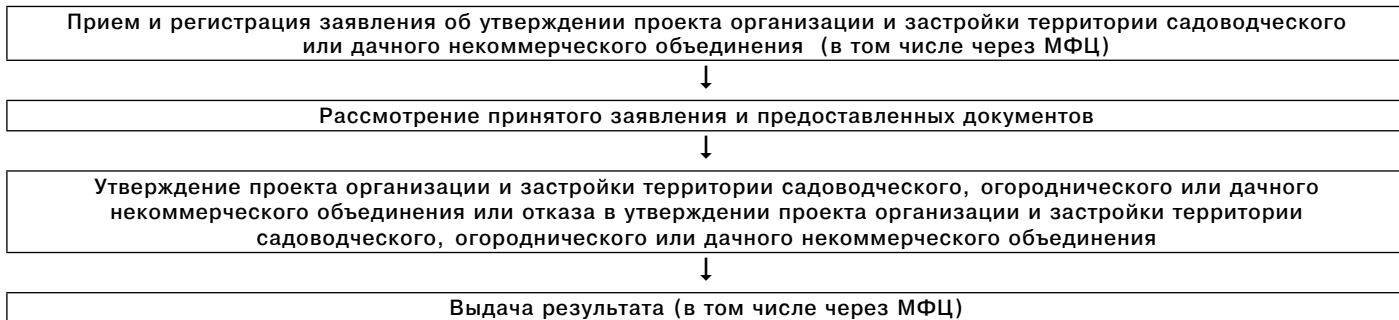 Прием и регистрация заявления об утверждении проекта организации и застройки территории садоводческого
или дачного некоммерческого объединения (в том числе через МФЦ)
↓
Рассмотрение принятого заявления и предоставленных документов
↓
Утверждение проекта организации и застройки территории садоводческого, огороднического или дачного
некоммерческого объединения или отказа в утверждении проекта организации и застройки территории
садоводческого, огороднического или дачного некоммерческого объединения
↓
Выдача результата (в том числе через МФЦ)